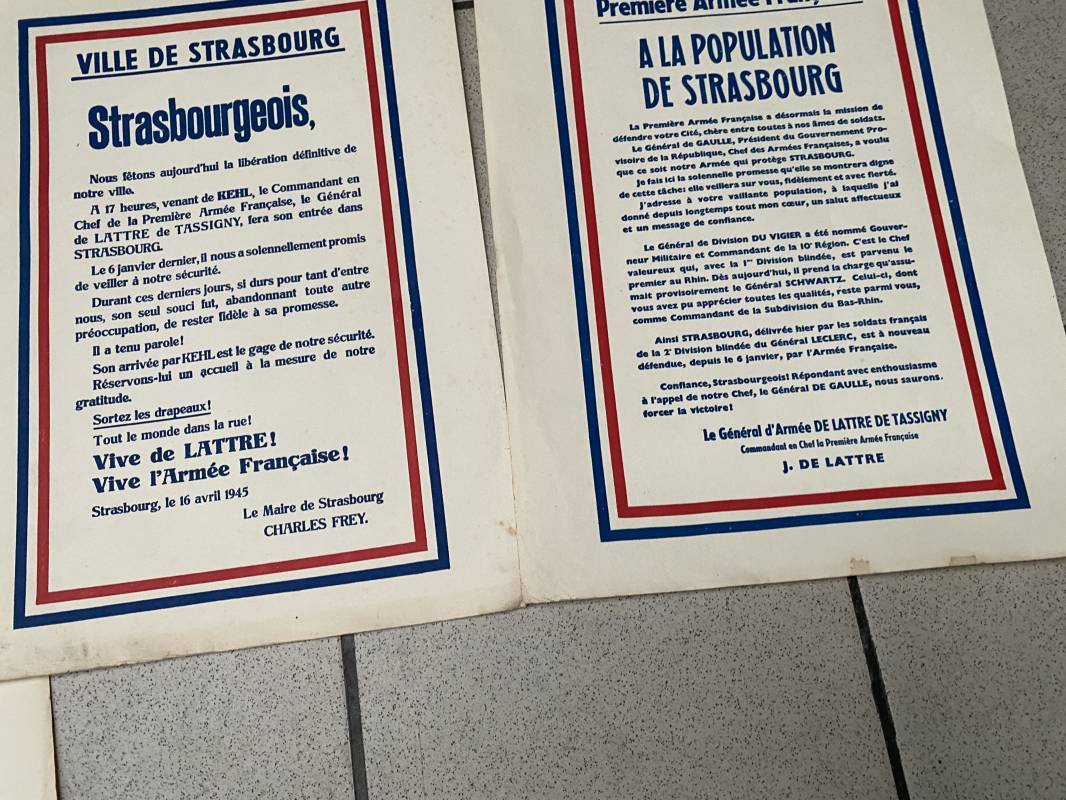 VILLE DE STRASBOURG
Strasbourgeois,
Nous fêtons aujourd'hui la libération définitive de
notre ville.
A 17 heures, venant de KEHL, le Commandant en
Chef de la Première Armée Française, le Général
de LATTRE de TASSIGNY, fera son entrée dans
STRASBOURG.
Le 6 janvier dernier, il nous a solennellement promis
de veiller à notre sécurité.
Durant ces derniers jours, si durs pour tant d'entre
nous, son seul souci fut, abandonnant toute autre
préoccupation, de rester fidèle à sa promesse.
Il a tenu parole!
Son arrivée par KEHL est le gage de notre sécurité.
Réservons-lui un accueil à la mesure de notre
gratitude.
Sortez les drapeaux!
Tout le monde dans la rue!
Vive de LATTRE!
Vive l'Armée Française!
Strasbourg, le 16 avril 1945
Le Maire de Strasbourg
CHARLES FREY.
Première Armée Fran
A LA POPULATION
DE STRASBOURG
La Première Armée Française a désormais la mission de
défendre votre Cité, chère entre toutes à nos âmes de soldats.
Le Général de GAULLE, Président du Gouvernement Pro-
visoire de la République, Chef des Armées Françaises, a voulu
que ce soit notre Armée qui protège STRASBOURG.
Je fais ici la solennelle promesse qu'elle se montrera digne
de cette tâche: elle veillera sur vous, fidèlement et avec fierté.
J'adresse à votre vaillante population, à laquelle j'ai
donné depuis longtemps tout mon cœur, un salut affectueux
et un message de confiance.
Le Général de Division DU VIGIER a été nommé Gouver-
neur Militaire et Commandant de la 10e Région. C'est le Chef
valeureux qui, avec la 1ère Division blindée, est parvenu le
premier au Rhin. Dès aujourd'hui, il prend la charge qu'assu-
mait provisoirement le Général SCHWARTZ. Celui-ci, dont
vous avez pu apprécier toutes les qualités, reste parmi vous,
comme Commandant de la Subdivision du Bas-Rhin.
Ainsi STRASBOURG, délivrée hier par les soldats français
de la 2e Division blindée du Général LECLERC, est à nouveau
défendue, depuis le 6 janvier, par l'Armée Française.
Confiance, Strasbourgeois! Répondant avec enthousiasme
à l'appel de notre Chef, le Général DE GAULLE, nous saurons
forcer la victoire!
Le Général d'Armée DE LATTRE DE TASSIGNY
Commandant en Chef la Première Armée Française
J. DE LATTRE